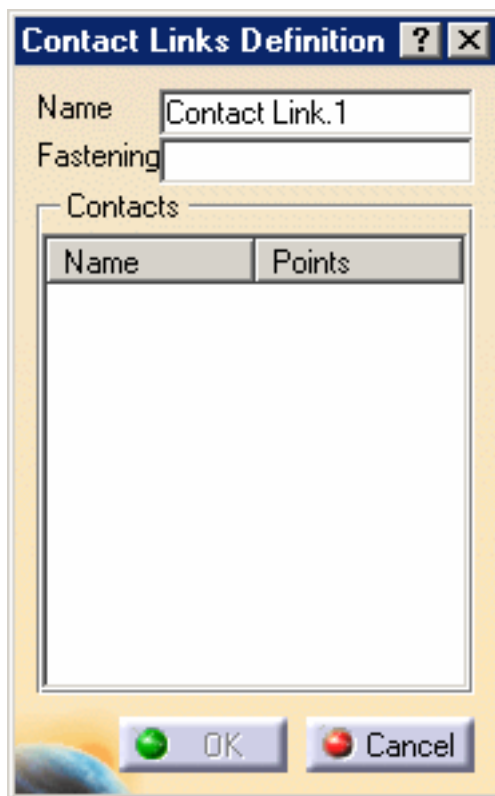 Contact Links Definition ? ×
Name Contact Link.1
Fastening
Contacts
Name Points
OK Cancel